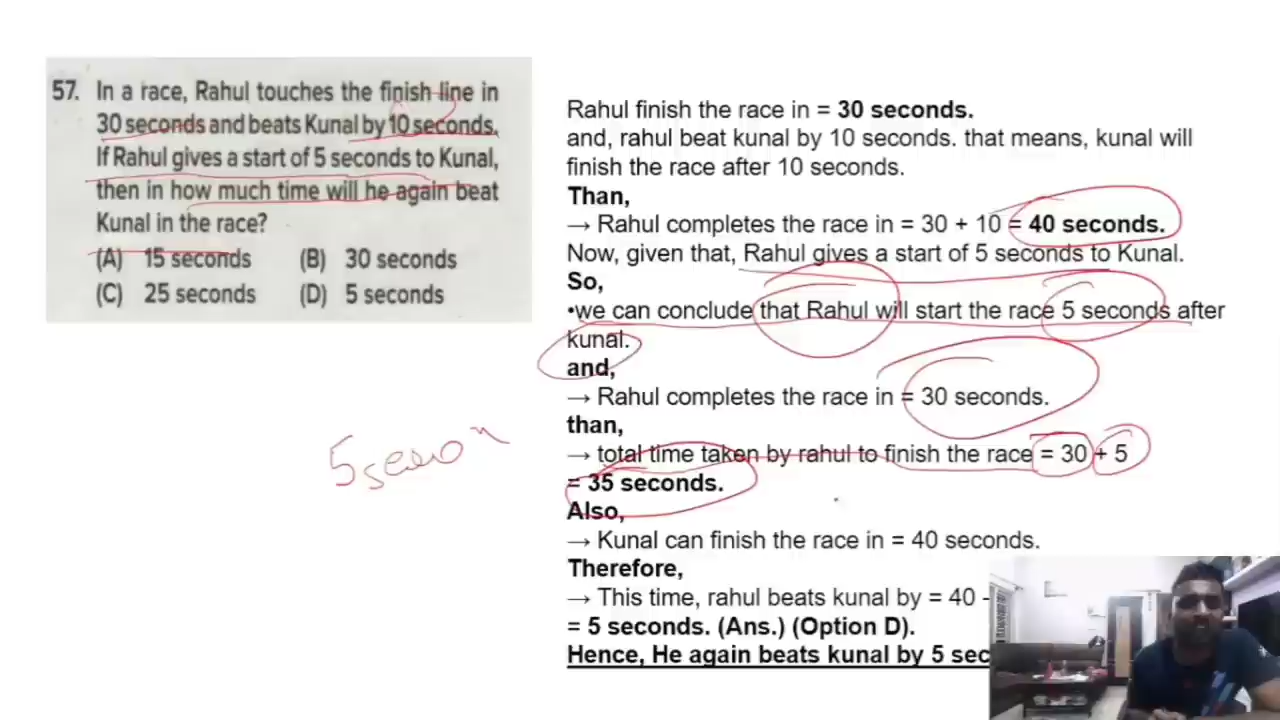 57. In a race, Rahul touches the finish line in
30 seconds and beats Kunal by 10 seconds.
If Rahul gives a start of 5 seconds to Kunal,
then in how much time will he again beat
Kunal in the race?
(A) 15 seconds (B) 30 seconds
(C) 25 seconds (D) 5 seconds
Rahul finish the race in = 30 seconds.
and, rahul beat kunal by 10 seconds. that means, kunal will
finish the race after 10 seconds.
Than,
→ Rahul completes the race in = 30 + 10 = 40 seconds.
Now, given that, Rahul gives a start of 5 seconds to Kunal.
So,
•we can conclude that Rahul will start the race 5 seconds after
kunal.
and,
→ Rahul completes the race in = 30 seconds.
than,
→ total time taken by rahul to finish the race = 30 + 5
= 35 seconds.
Also,
→ Kunal can finish the race in = 40 seconds.
Therefore,
→ This time, rahul beats kunal by = 40 -
= 5 seconds. (Ans.) (Option D).
Hence, He again beats kunal by 5 sec
5